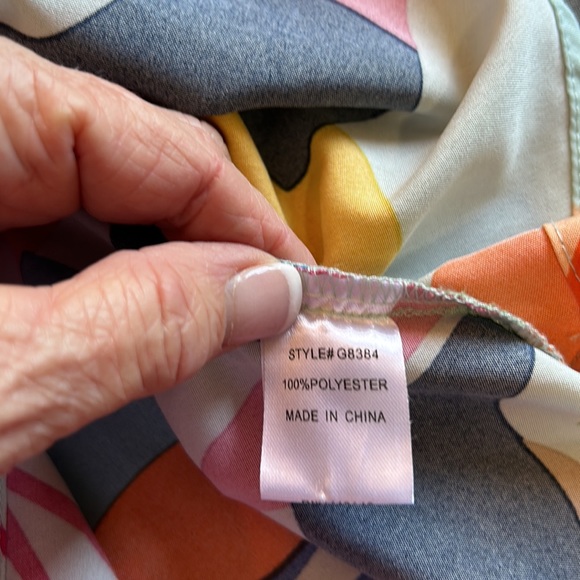 STYLE# G8384
100%POLYESTER
MADE IN CHINA